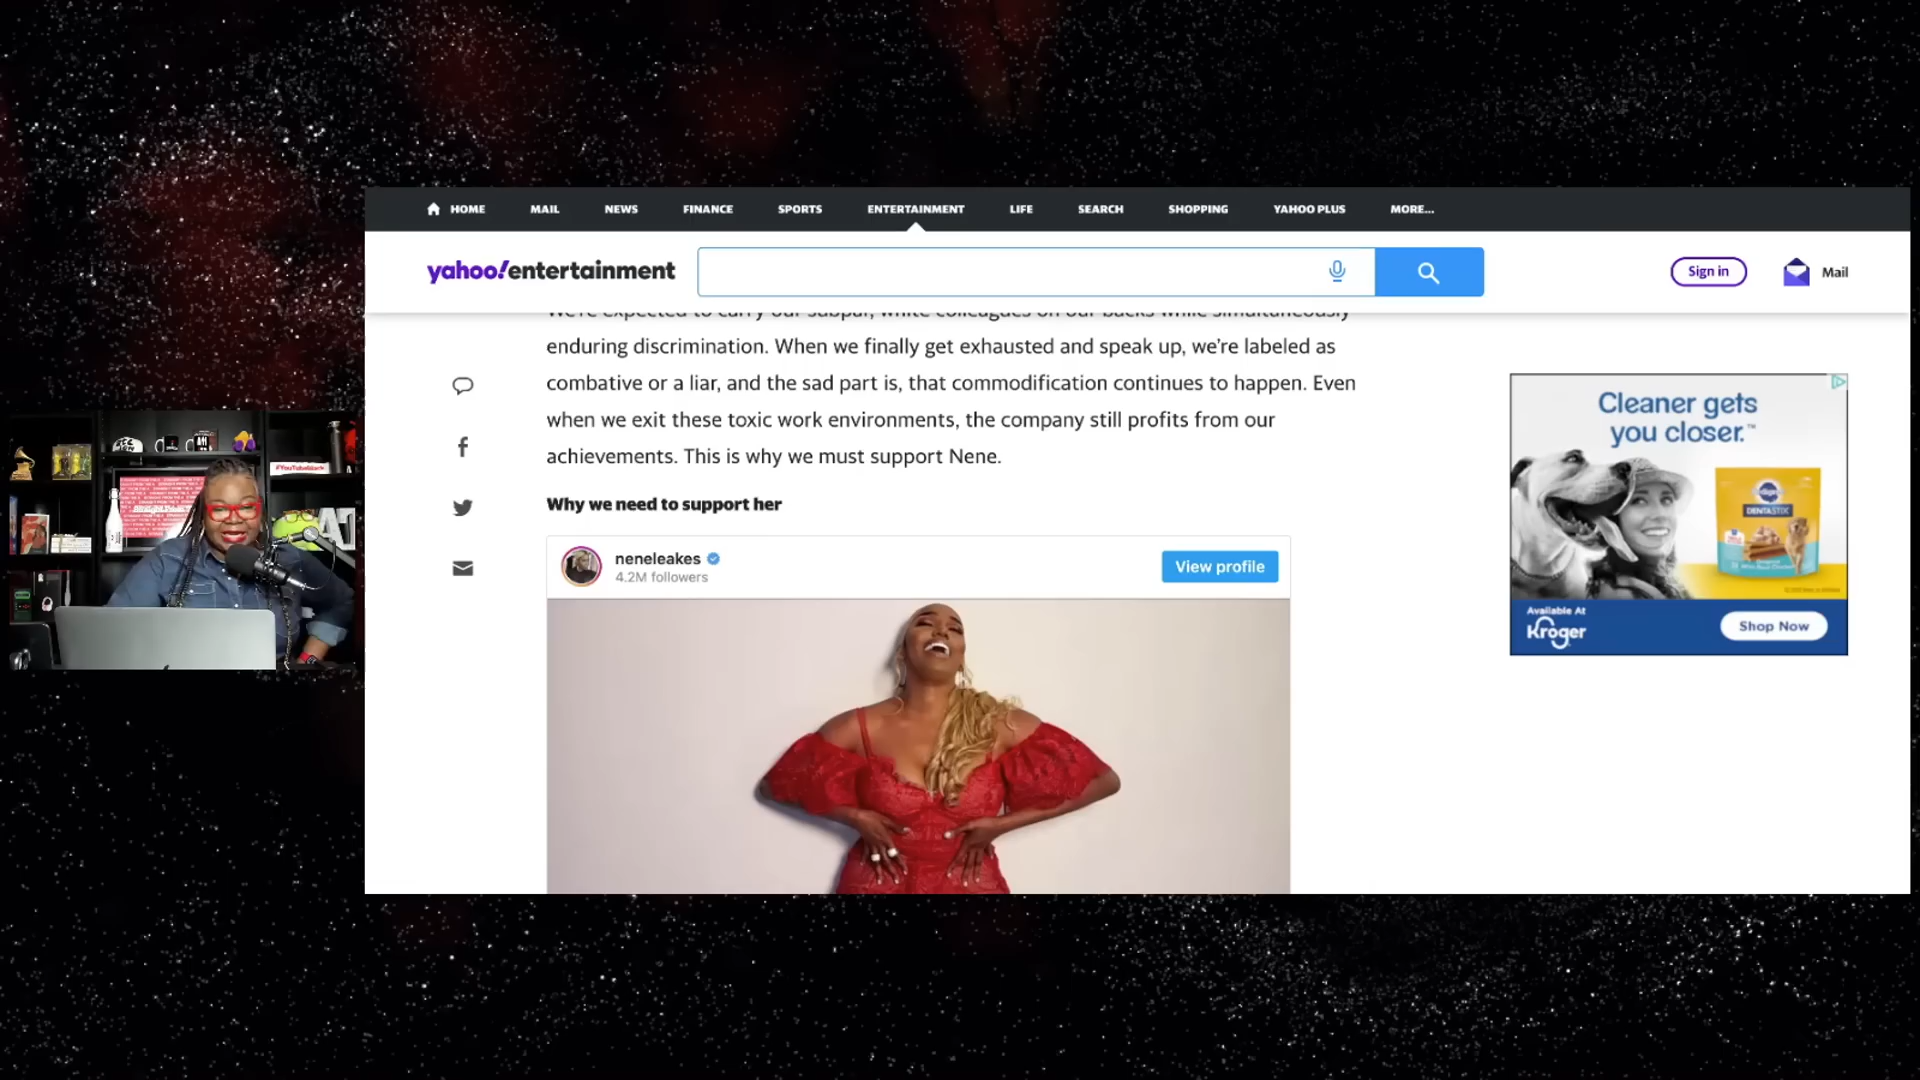 HOME MAIL NEWS FINANCE SPORTS ENTERTAINMENT LIFE SEARCH SHOPPING YAHOO PLUS MORE...
yahoo!entertainment
Sign in
Mail
We're expected to carry our subpar, white colleagues on our backs while simultaneously
enduring discrimination. When we finally get exhausted and speak up, we're labeled as
combative or a liar, and the sad part is, that commodification continues to happen. Even
when we exit these toxic work environments, the company still profits from our
achievements. This is why we must support Nene.
Why we need to support her
neneleakes
4.2M followers
View profile
Cleaner gets
you closer.™
DENTASTIX
Available At
Kroger
Shop Now
#YouTubeBlack